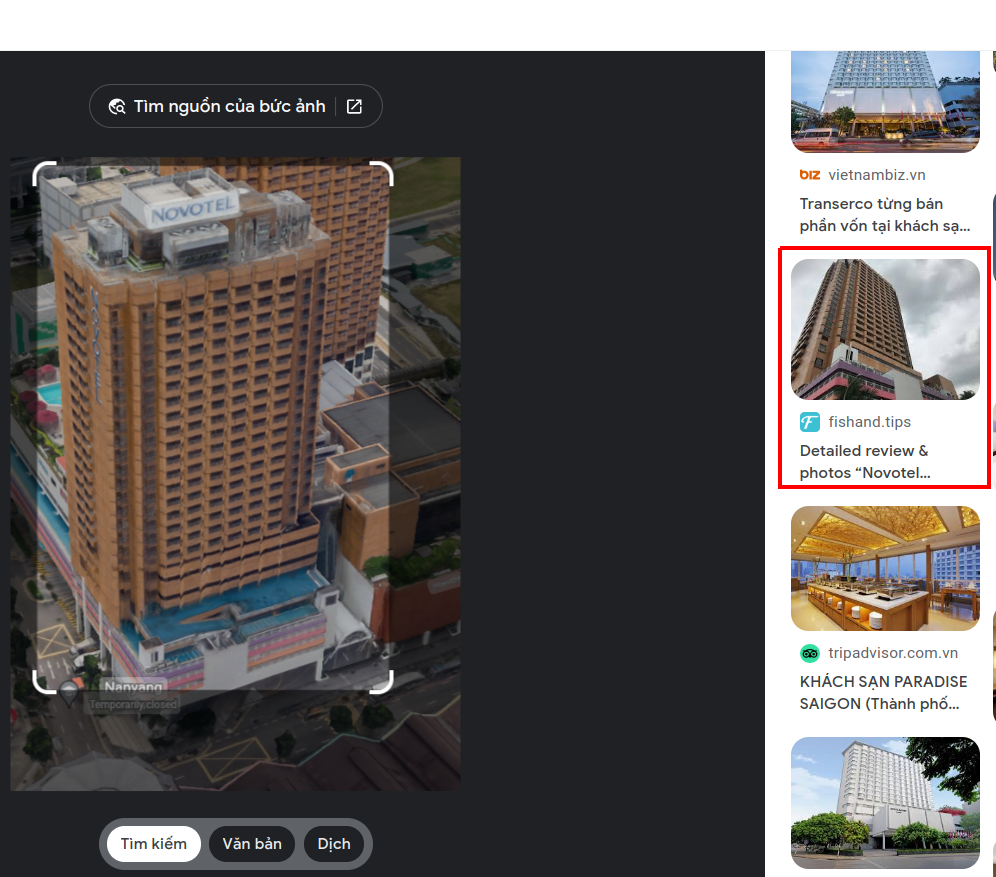 Tìm nguồn của bức ảnh
NOVOTEL
Nanyang
Temporarily closed
Tìm kiếm
Văn bản
Dịch
biz vietnambiz.vn
Transerco từng bán
phần vốn tại khách sạ...
fishand.tips
Detailed review &
photos “Novotel...
tripadvisor.com.vn
KHÁCH SẠN PARADISE
SAIGON (Thành phố...